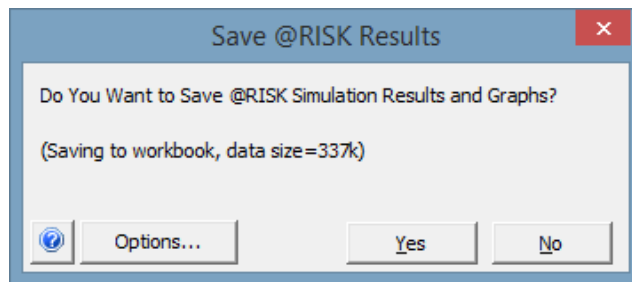 Save @RISK Results
Do You Want to Save @RISK Simulation Results and Graphs?
(Saving to workbook, data size=337k)
Options...
Yes
No